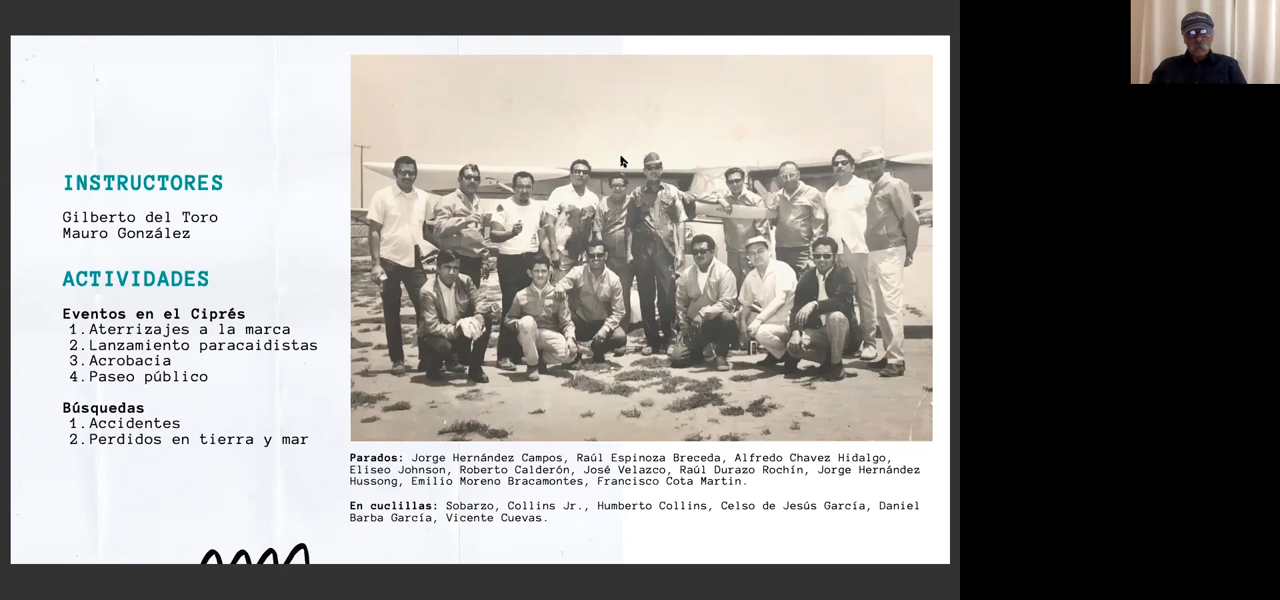 INSTRUCTORES
Gilberto del Toro
Mauro González
ACTIVIDADES
Eventos en el Ciprés
1. Aterrizajes a la marca
2. Lanzamiento paracaidistas
3. Acrobacia
4. Paseo público
Búsquedas
1. Accidentes
2. Perdidos en tierra y mar
Parados: Jorge Hernández Campos, Raúl Espinoza Breceda, Alfredo Chavez Hidalgo,
Eliseo Johnson, Roberto Calderón, José Velazco, Raúl Durazo Rochín, Jorge Hernández
Hussong, Emilio Moreno Bracamontes, Francisco Cota Martin.
En cuclillas: Sobarzo, Collins Jr., Humberto Collins, Celso de Jesús García, Daniel
Barba García, Vicente Cuevas.